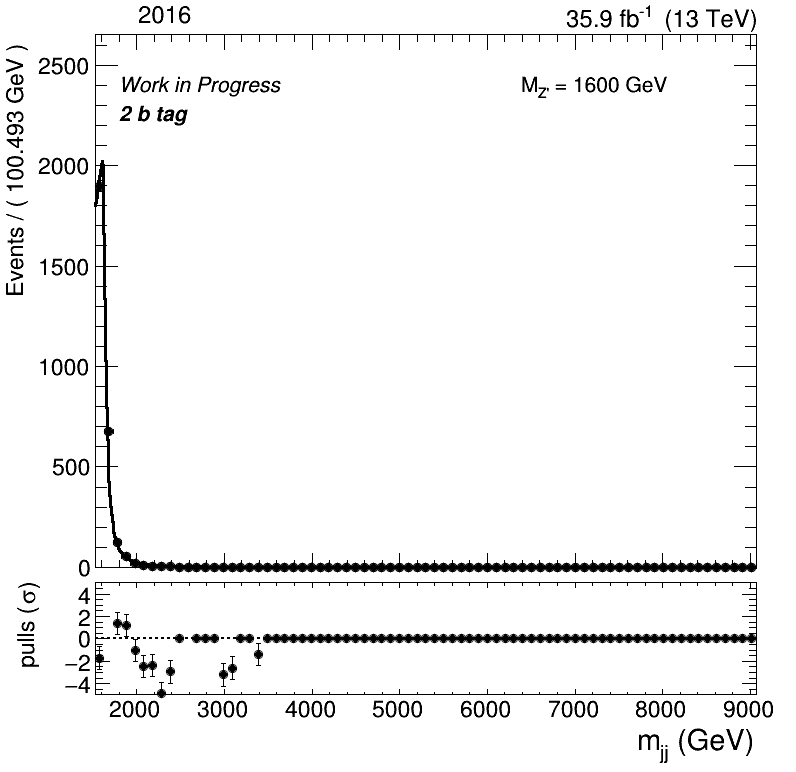 2016 35.9 fb⁻¹ (13 TeV)
Events / ( 100.493 GeV )
2500
2000
1500
1000
500
0
Work in Progress
2 b tag
M_Z' = 1600 GeV
pulls (σ)
4
2
0
−2
−4
2000 3000 4000 5000 6000 7000 8000 9000
m_jj (GeV)